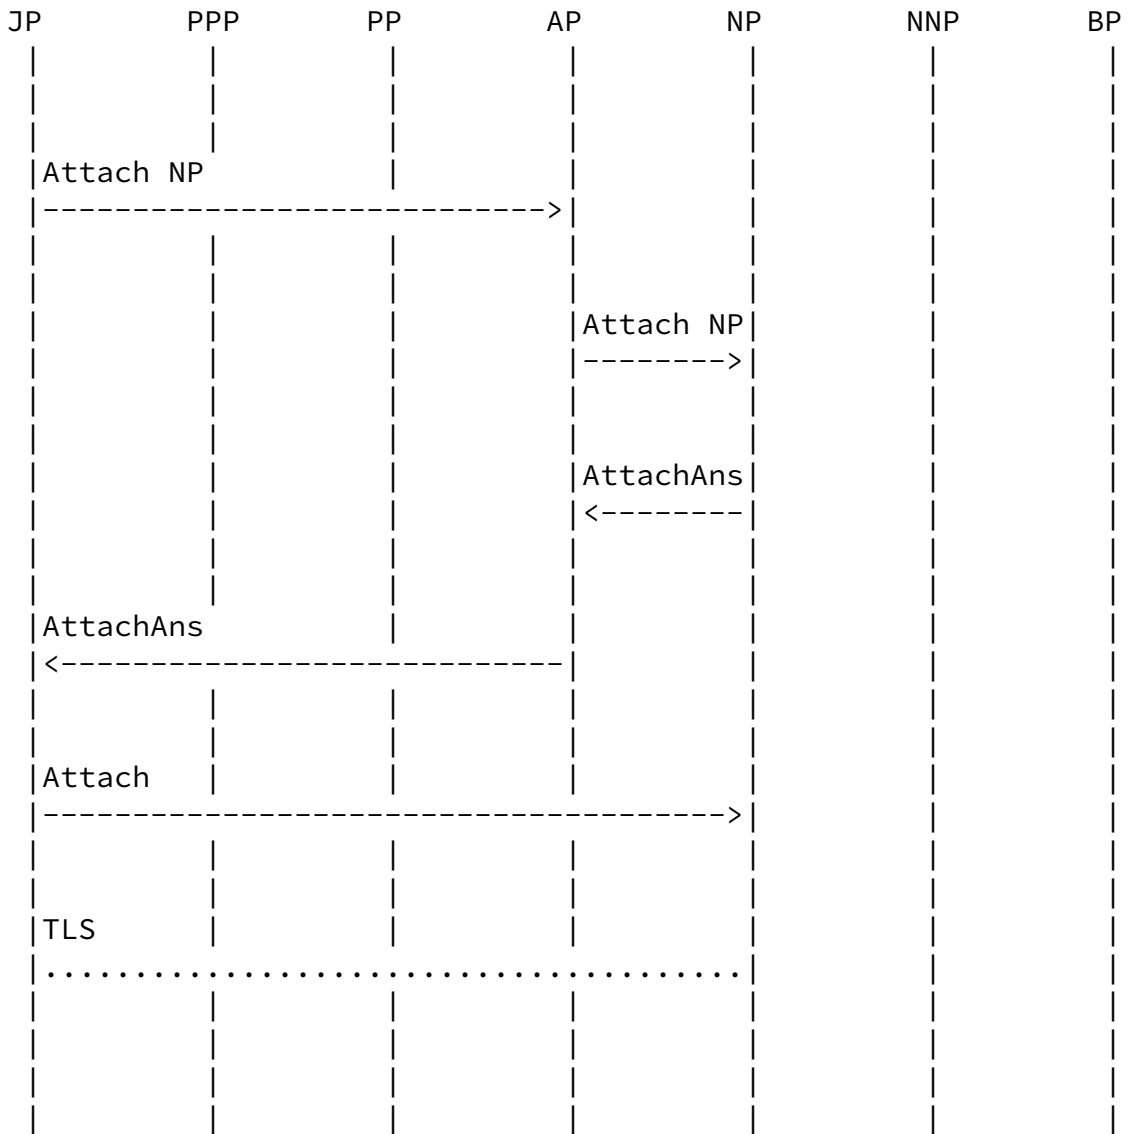 JP PPP PP AP NP NNP BP
Attach NP
Attach NP
AttachAns
AttachAns
Attach
TLS